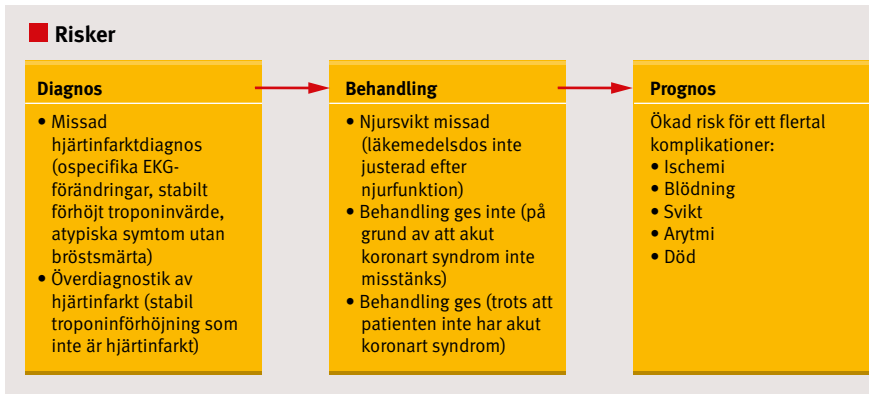 Risker
Diagnos
• Missad
hjärtinfarktdiagnos
(ospecifika EKG-
förändringar, stabilt
förhöjt troponinvärde,
atypiska symtom utan
bröstsmärta)
• Överdiagnostik av
hjärtinfarkt (stabil
troponinförhöjning som
inte är hjärtinfarkt)
Behandling
• Njursvikt missad
(läkemedelsdos inte
justerad efter
njurfunktion)
• Behandling ges inte (på
grund av att akut
koronart syndrom inte
misstänks)
• Behandling ges (trots att
patienten inte har akut
koronart syndrom)
Prognos
Ökad risk för ett flertal
komplikationer:
• Ischemi
• Blödning
• Svikt
• Arytmi
• Död